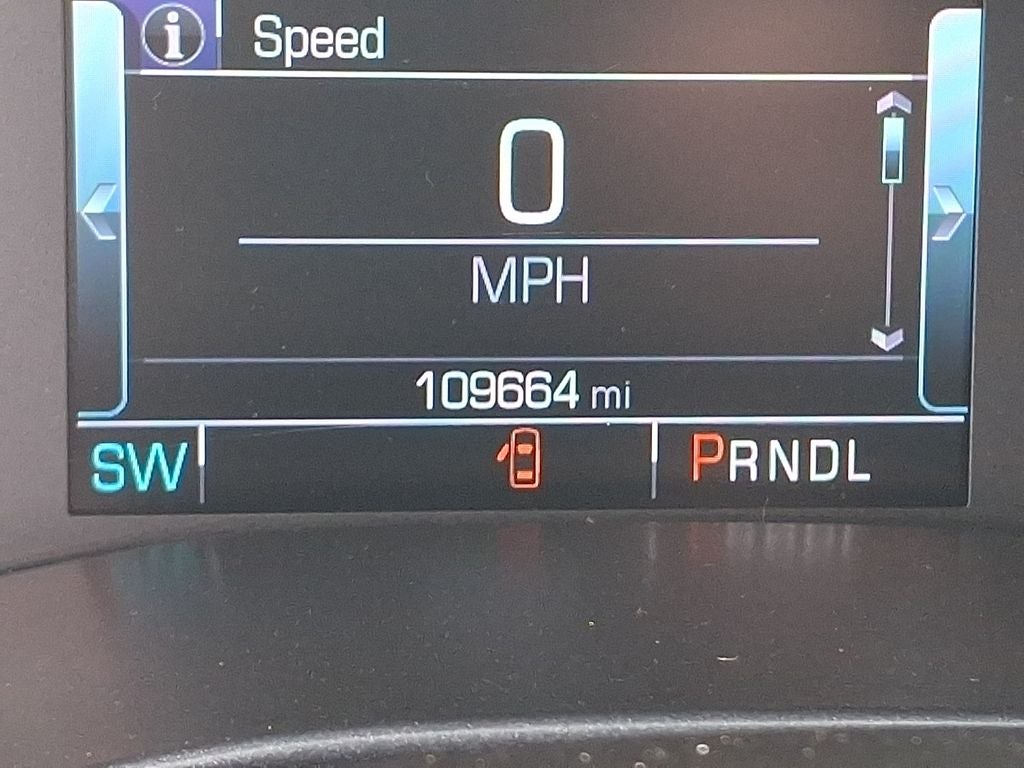 i Speed
0
MPH
109664 mi
SW PRNDL